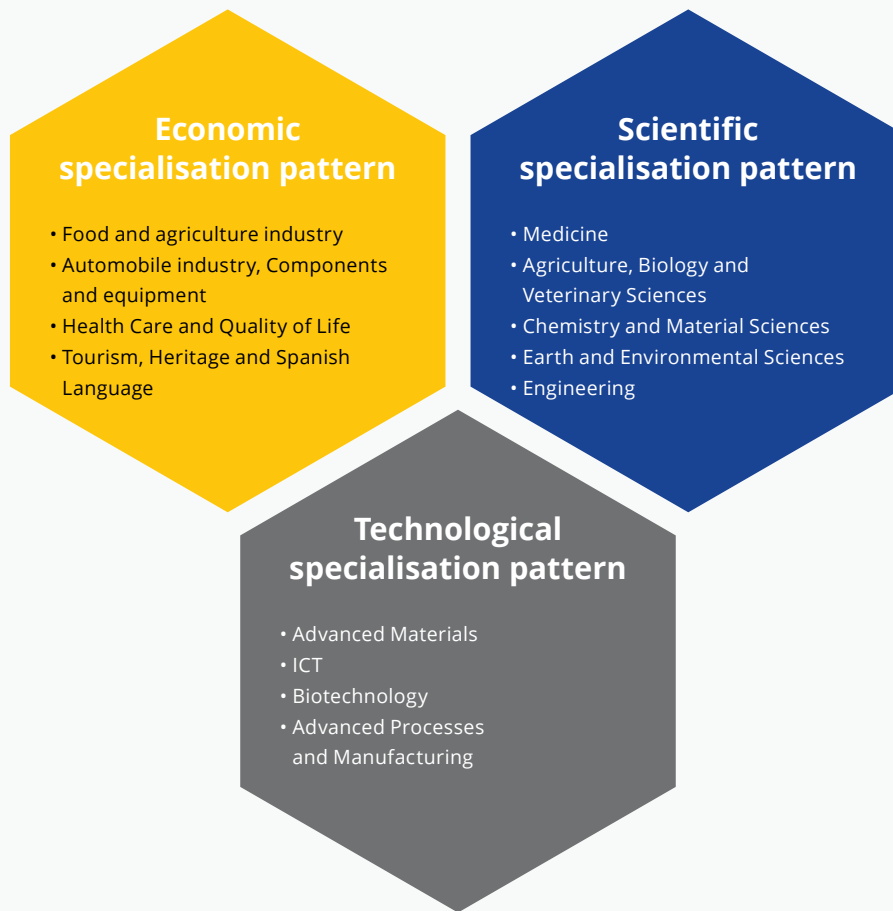 Economic
specialisation pattern
• Food and agriculture industry
• Automobile industry, Components
and equipment
• Health Care and Quality of Life
• Tourism, Heritage and Spanish
Language
Scientific
specialisation pattern
• Medicine
• Agriculture, Biology and
Veterinary Sciences
• Chemistry and Material Sciences
• Earth and Environmental Sciences
• Engineering
Technological
specialisation pattern
• Advanced Materials
• ICT
• Biotechnology
• Advanced Processes
and Manufacturing